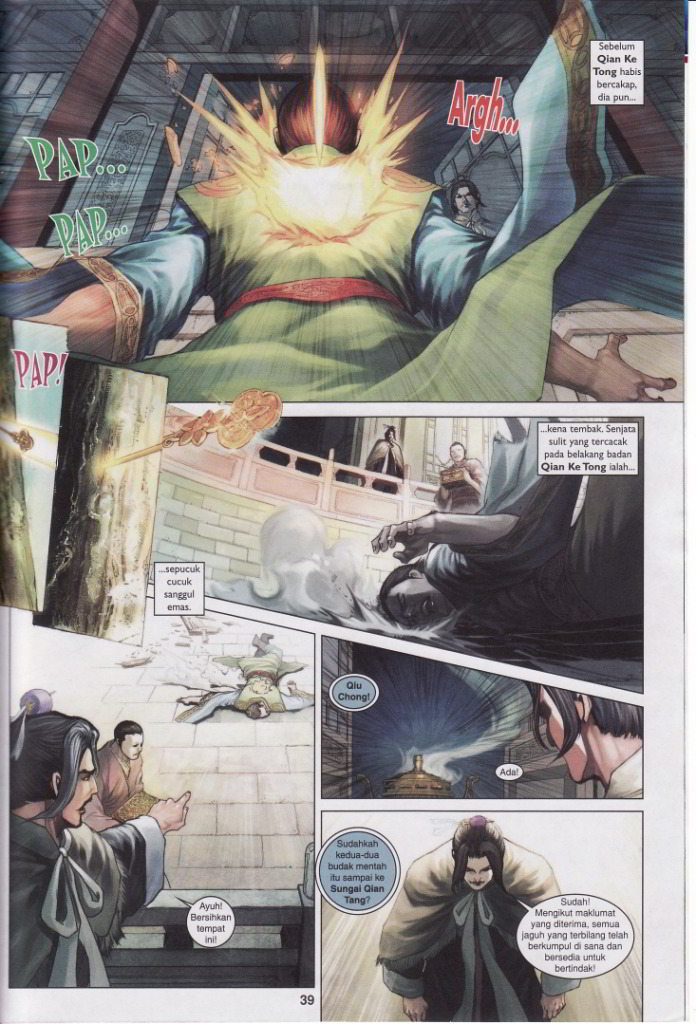 Sebelum
Qian Ke
Tong habis
bercakap,
dia pun...
Argh...
PAP...
PAP...
PAP!
...kena tembak. Senjata
sulit yang tercacak
pada belakang badan
Qian Ke Tong ialah...
...sepucuk
cucuk
sanggul
emas.
Ayuh!
Bersihkan
tempat
ini!
Qiu
Chong!
Ada!
Sudahkah
kedua-dua
budak mentah
itu sampai ke
Sungai Qian
Tang?
Sudah!
Mengikut maklumat
yang diterima, semua
jaguh yang terbilang telah
berkumpul di sana dan
bersedia untuk
bertindak!
39